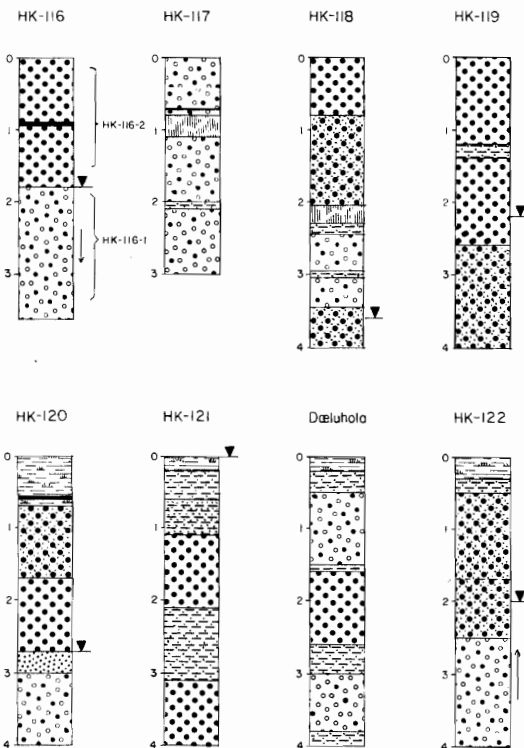 HK-116 HK-117 HK-118 HK-119
0 0 0 0
1 1 1 1
HK-116-2
2 2 2 2
HK-116-1
3 3 3 3
4 4
HK-120 HK-121 Dæluhola HK-122
0 0 0 0
1 1 1 1
2 2 2 2
3 3 3 3
4 4 4 4